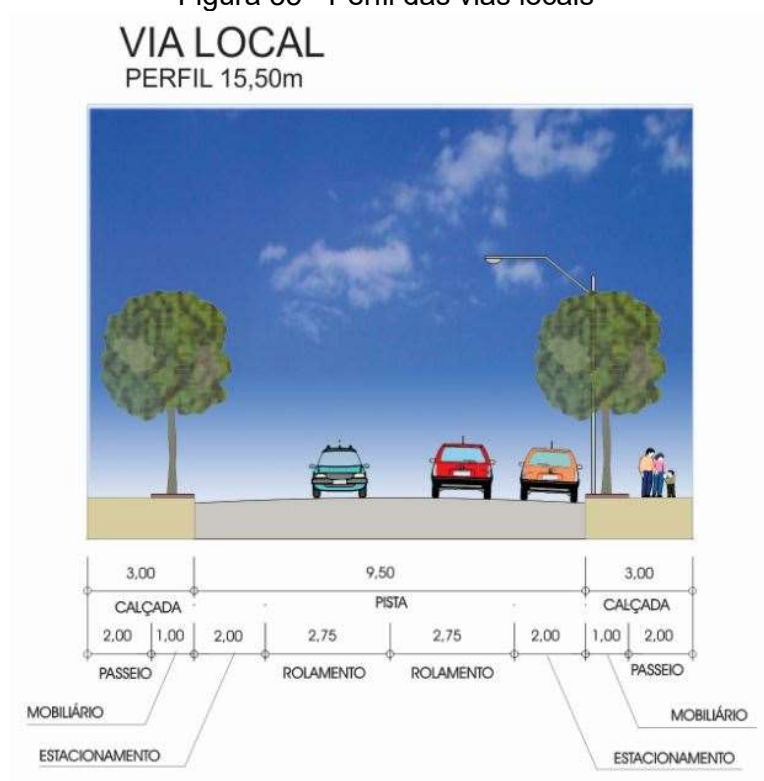 VIA LOCAL
PERFIL 15,50m
3,00 9,50 3,00
CALÇADA PISTA CALÇADA
2,00 1,00 2,00 2,75 2,75 2,00 1,00 2,00
PASSEIO ROLAMENTO ROLAMENTO PASSEIO
MOBILIÁRIO MOBILIÁRIO
ESTACIONAMENTO ESTACIONAMENTO